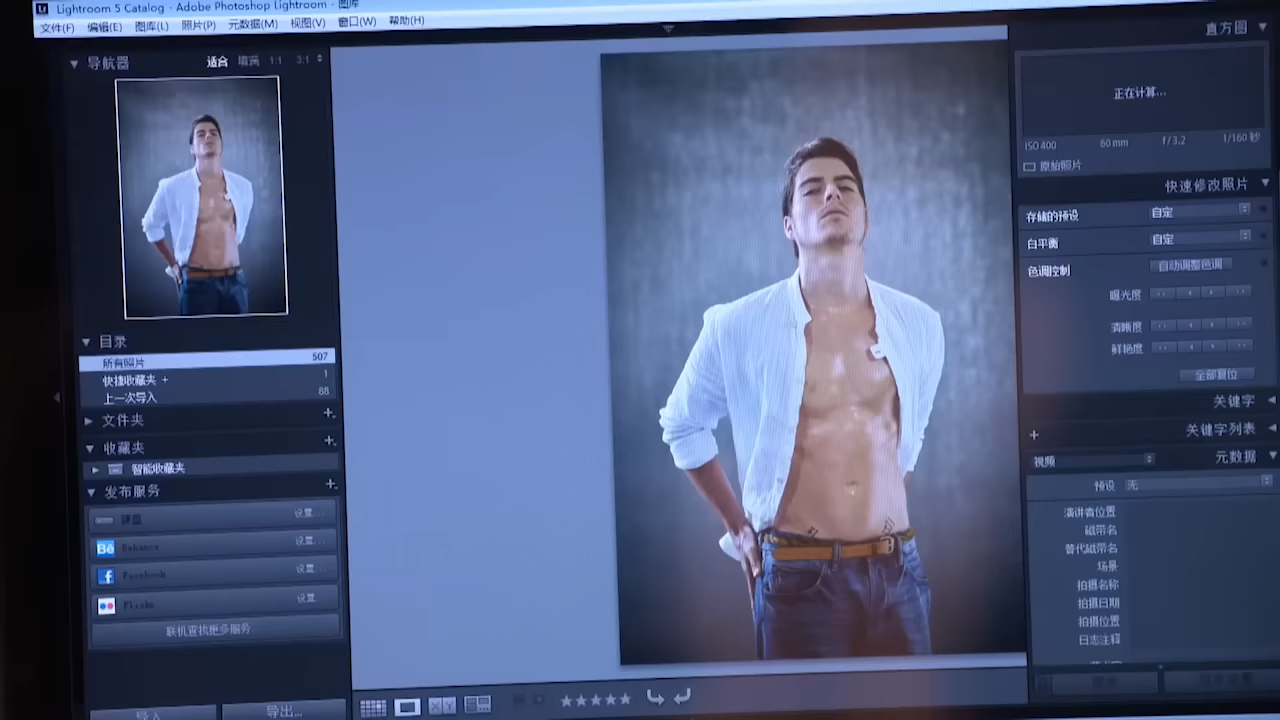 Lightroom 5 Catalog - Adobe Photoshop Lightroom - 图库
文件(F) 编辑(E) 图库(L) 照片(P) 元数据(M) 视图(V) 窗口(W) 帮助(H)
导航器 适合 填满 1:1 3:1
目录
所有照片 507
快捷收藏夹 + 1
上一次导入 88
文件夹
收藏夹
智能收藏夹
发布服务
硬盘 设置...
Bē Behance 设置...
f Facebook 设置...
Flickr 设置...
联机查找更多服务
导入 导出...
XY
直方图
正在计算...
ISO 400 60 mm f / 3.2 1/160 秒
原始照片
快速修改照片
存储的预设 自定
白平衡 自定
色调控制 自动调整色调
曝光度
清晰度
鲜艳度
全部复位
关键字
关键字列表
视频 元数据
预设 无
演讲者位置
磁带名
替代磁带名
场景
拍摄名称
拍摄日期
拍摄位置
日志注释